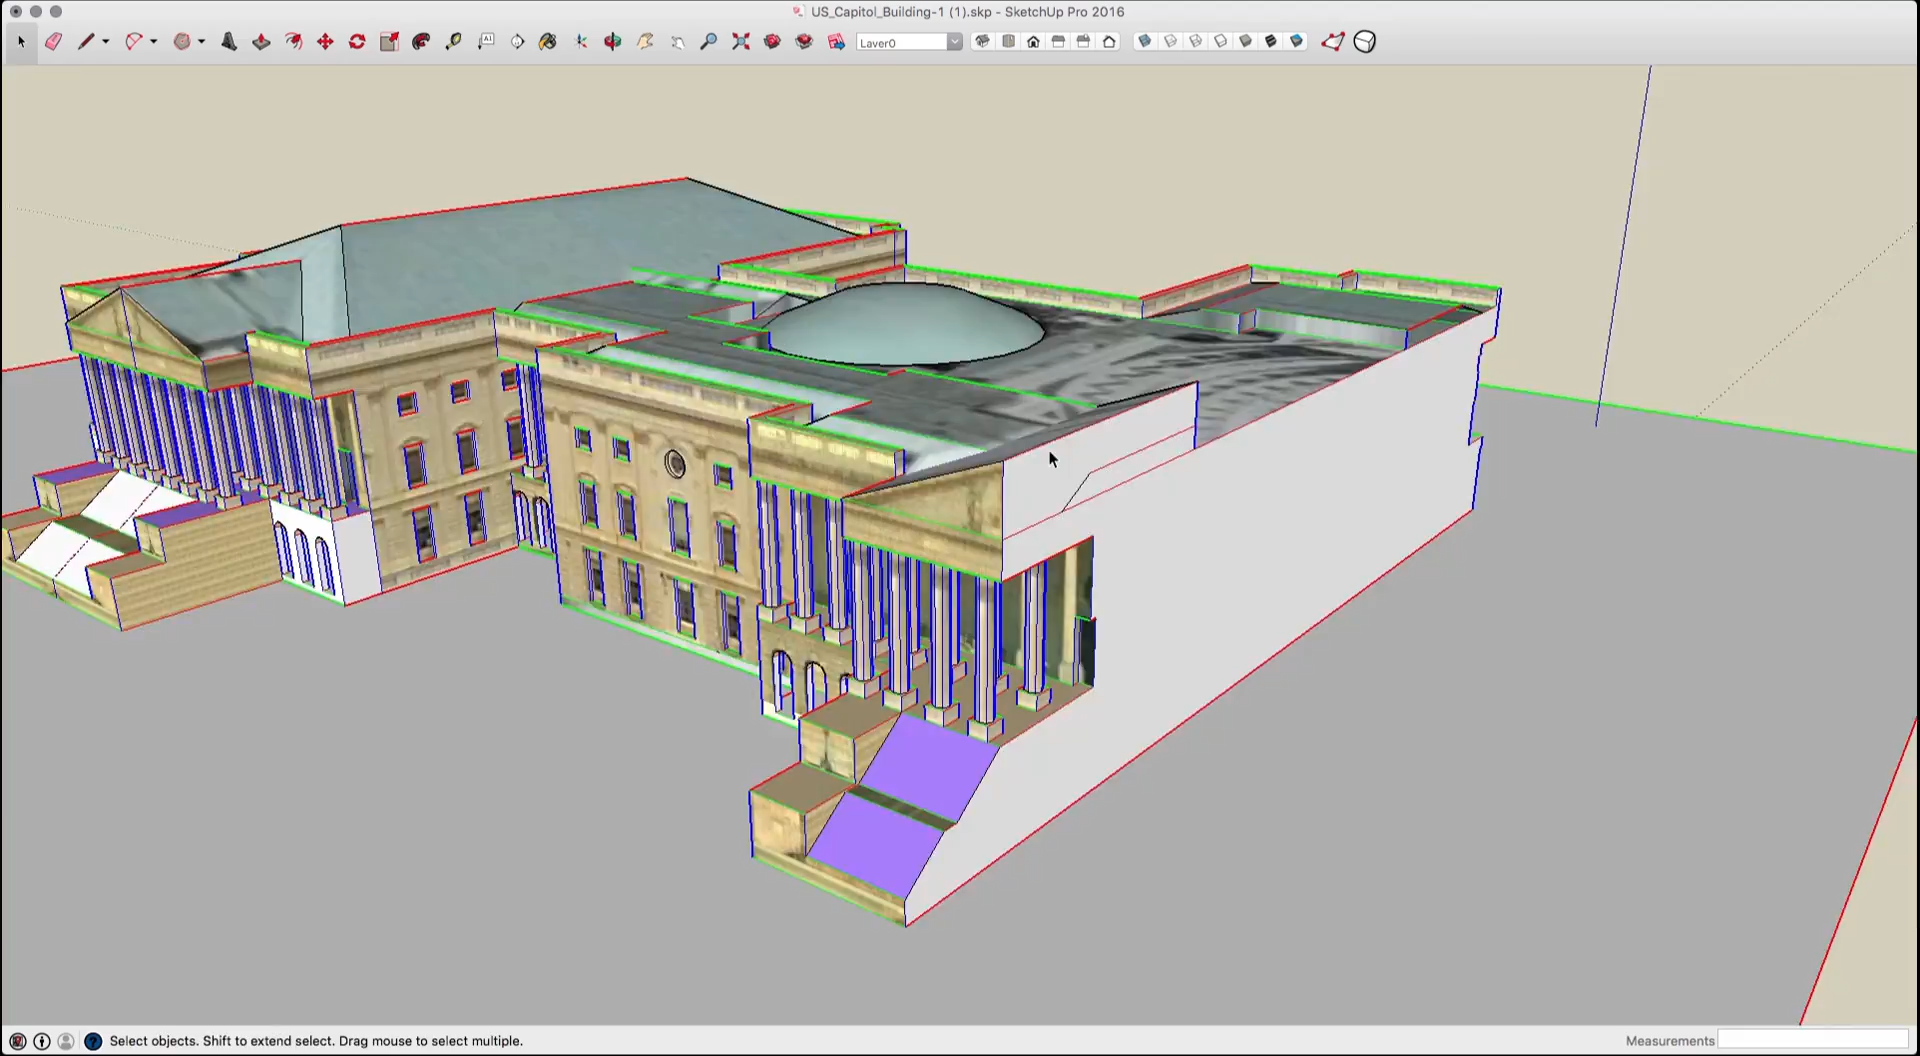 US_Capitol_Building-1 (1).skp - SketchUp Pro 2016
A1
Layer0
Select objects. Shift to extend select. Drag mouse to select multiple.
Measurements